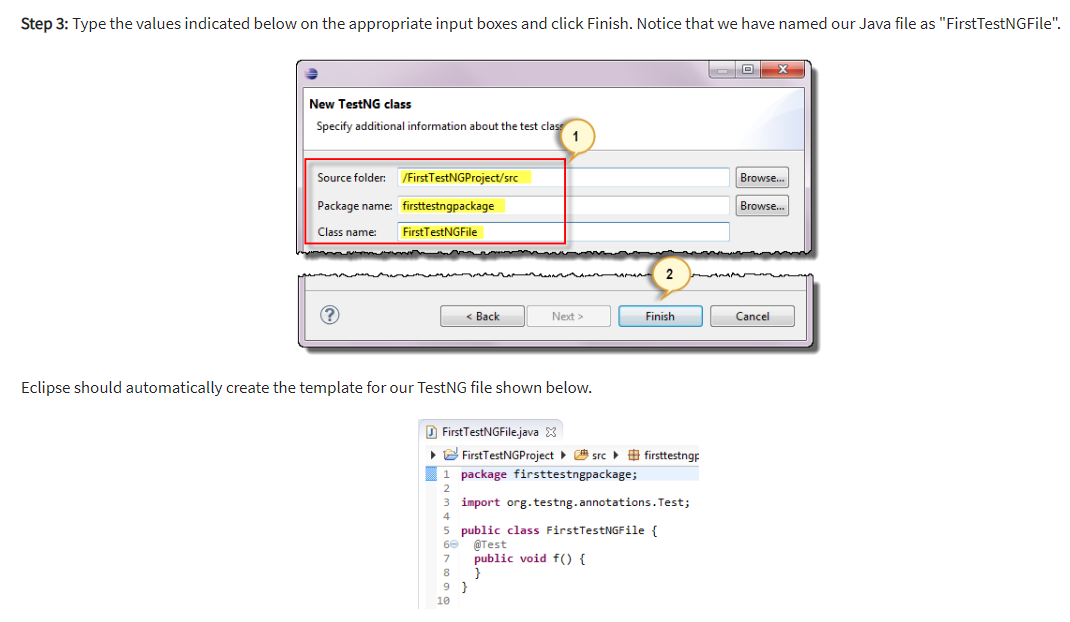 Step 3: Type the values indicated below on the appropriate input boxes and click Finish. Notice that we have named our Java file as "FirstTestNGFile".
New TestNG class
Specify additional information about the test class
1
Source folder: /FirstTestNGProject/src Browse...
Package name: firsttestngpackage Browse...
Class name: FirstTestNGFile
2
? < Back Next > Finish Cancel
Eclipse should automatically create the template for our TestNG file shown below.
J FirstTestNGFile.java
FirstTestNGProject src firsttestngp
1 package firsttestngpackage;
2
3 import org.testng.annotations.Test;
4
5 public class FirstTestNGFile {
6 @Test
7 public void f() {
8 }
9 }
10